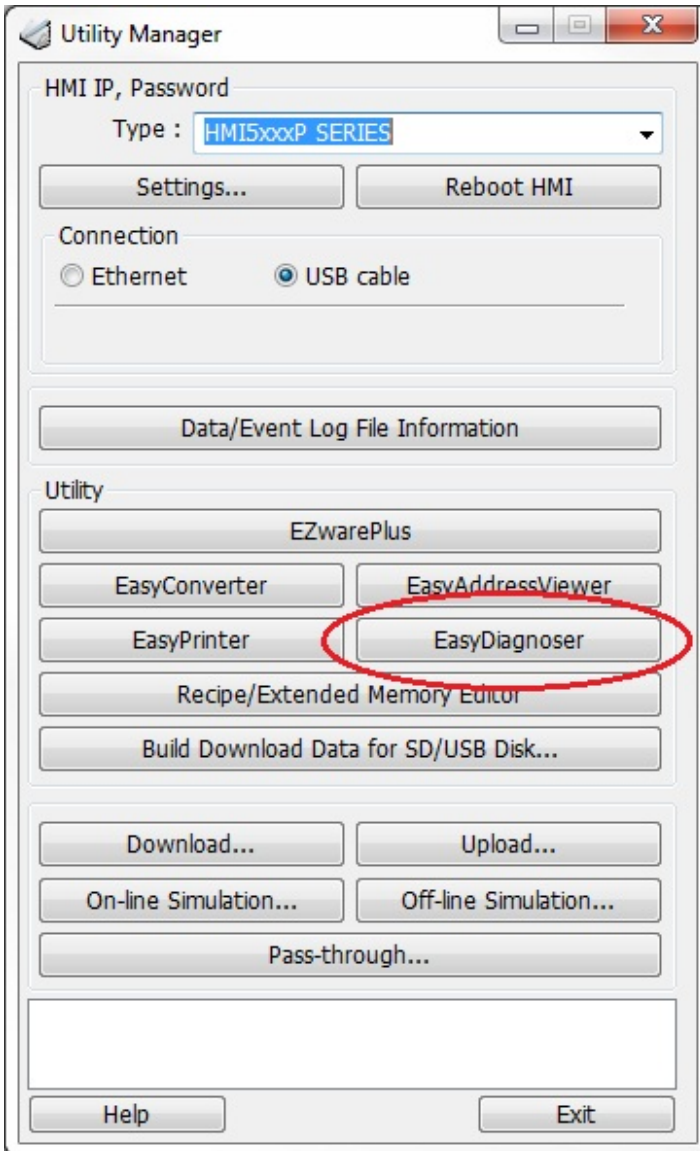 Utility Manager
HMI IP, Password
Type : HMI5xxxP SERIES
Settings... Reboot HMI
Connection
Ethernet USB cable
Data/Event Log File Information
Utility
EZwarePlus
EasyConverter EasyAddressViewer
EasyPrinter EasyDiagnoser
Recipe/Extended Memory Editor
Build Download Data for SD/USB Disk...
Download... Upload...
On-line Simulation... Off-line Simulation...
Pass-through...
Help Exit